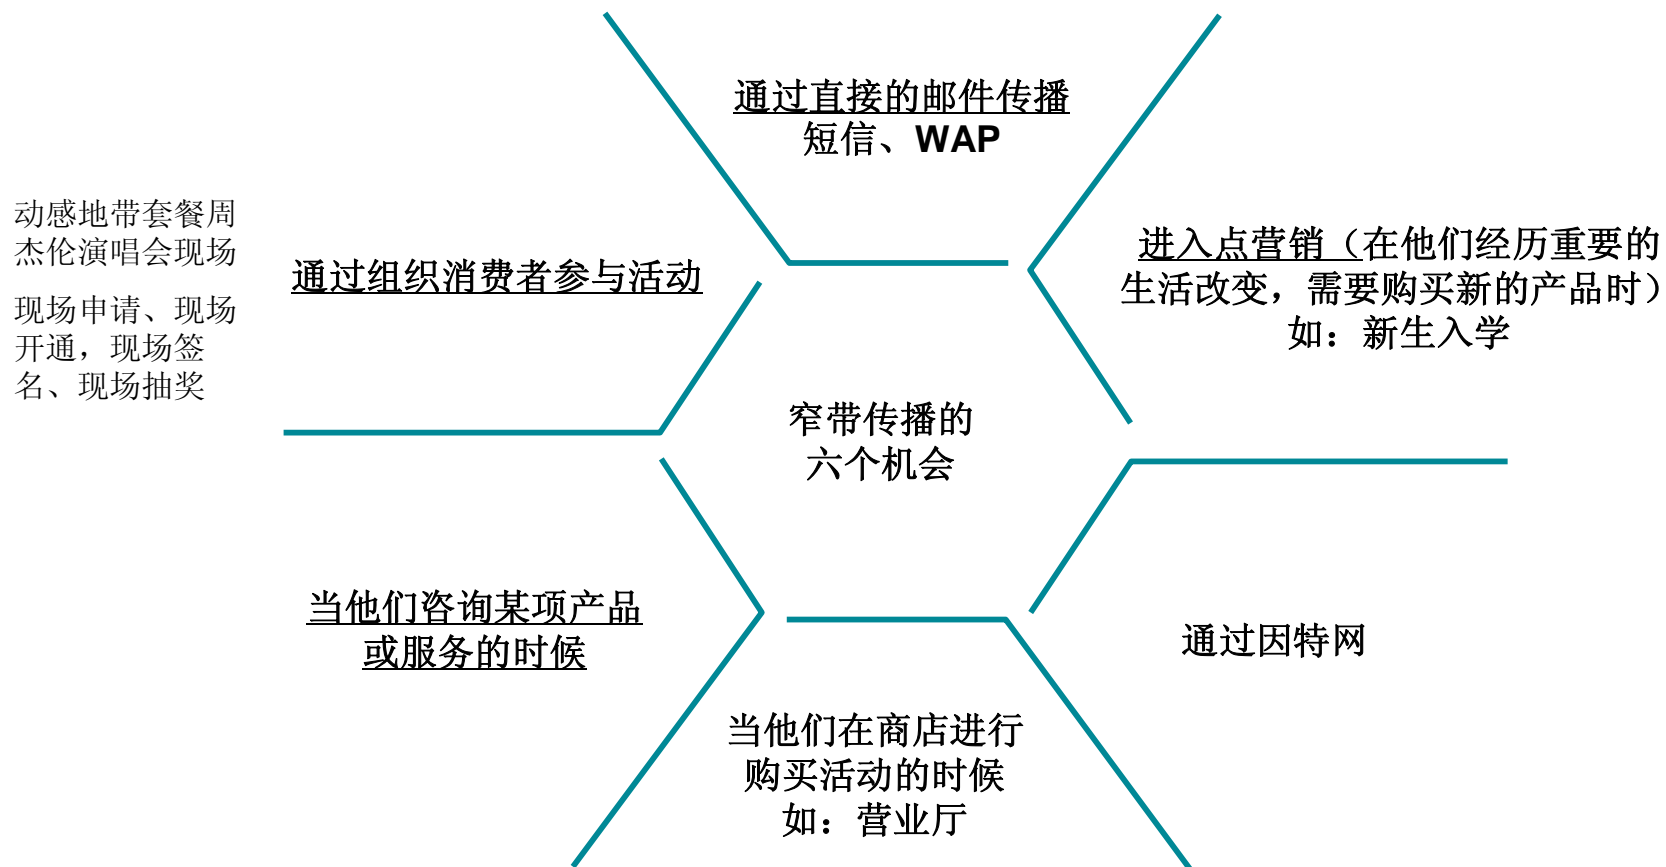 通过直接的邮件传播
短信、WAP
进入点营销（在他们经历重要的
生活改变，需要购买新的产品时）
如：新生入学
动感地带套餐周
杰伦演唱会现场
现场申请、现场
开通，现场签
名、现场抽奖
通过组织消费者参与活动
窄带传播的
六个机会
当他们咨询某项产品
或服务的时候
通过因特网
当他们在商店进行
购买活动的时候
如：营业厅